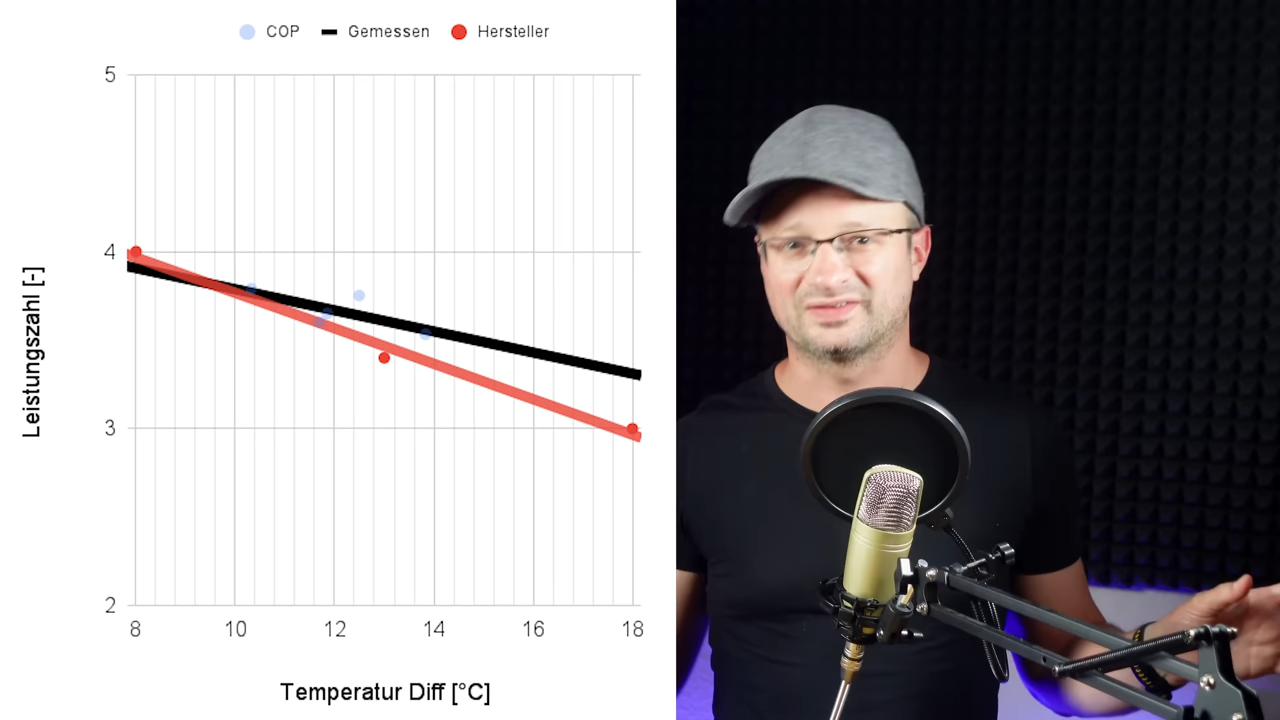 COP Gemessen Hersteller
5
4
3
2
Leistungszahl [-]
8 10 12 14 16 18
Temperatur Diff [°C]